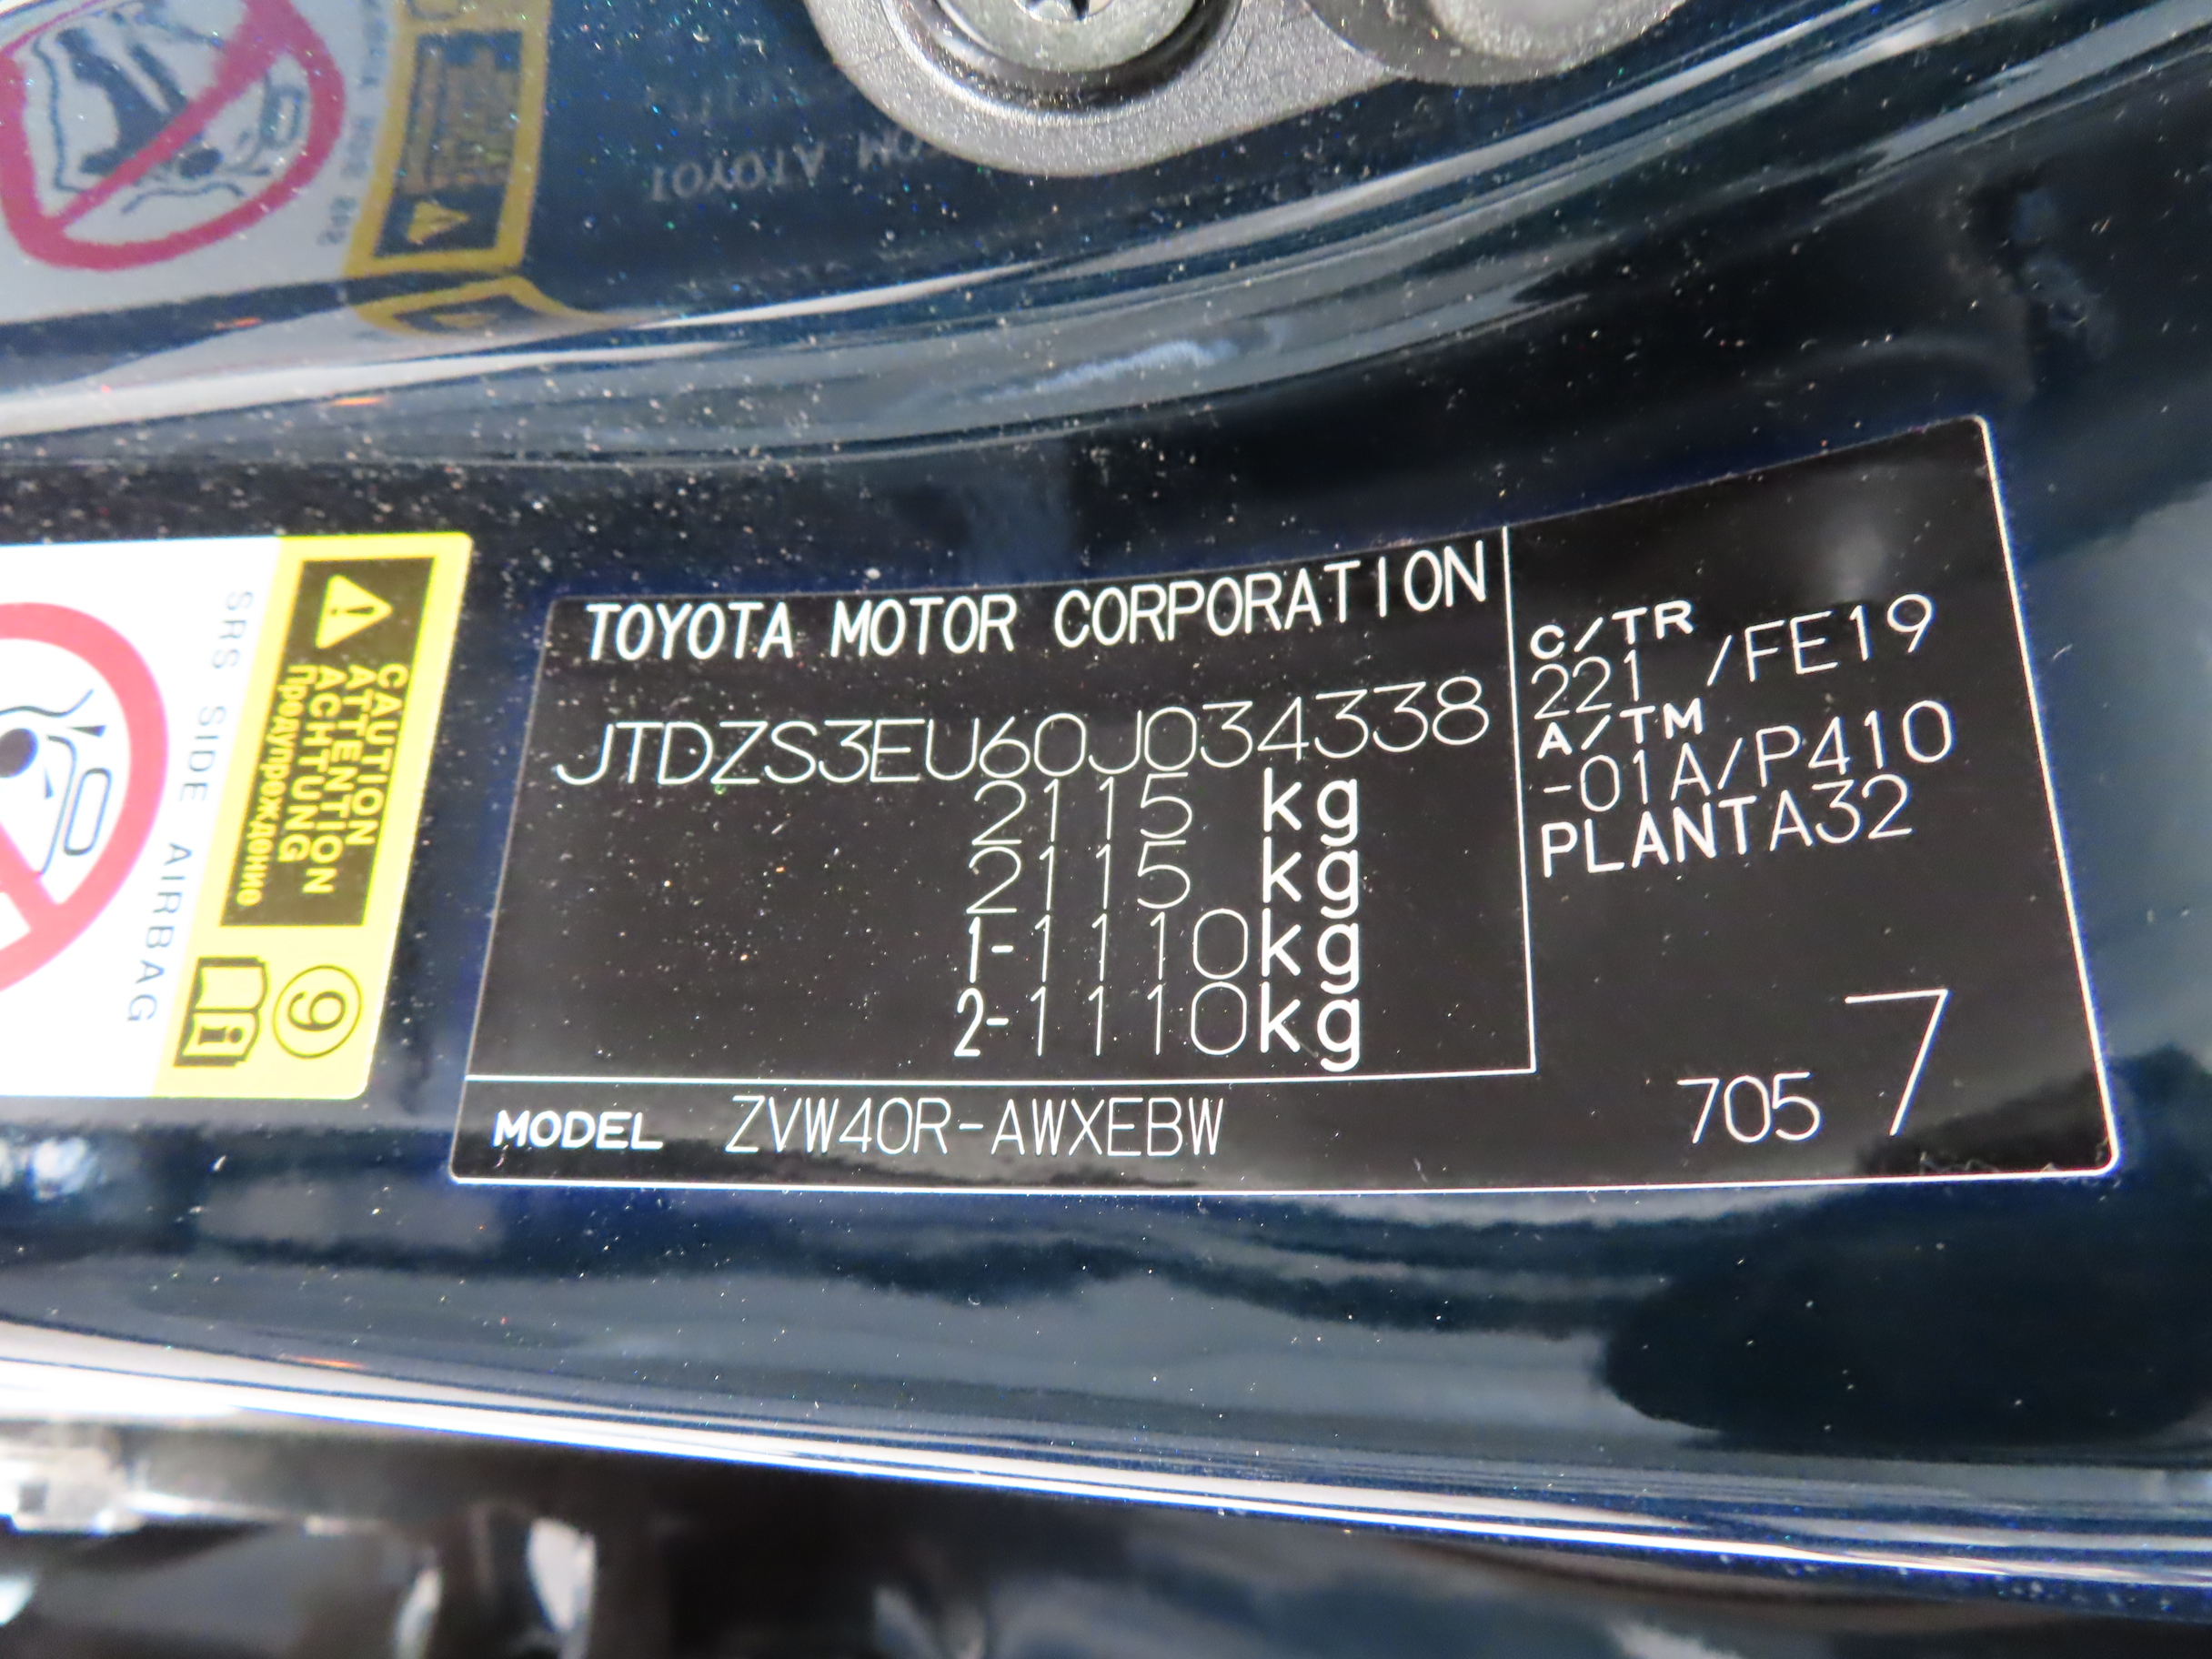 TOYOTA MOTOR CORPORATION
JTDZS3EU60J034338
2115 kg
2115 kg
1-1110kg
2-1110kg
MODEL ZVW40R-AWXEBW
C/TR
221 /FE19
A/TM
-01A/P410
PLANTA32
705 7
CAUTION
ATTENTION
ACHTUNG
Предупреждение
9
i
SRS SIDE AIRBAG